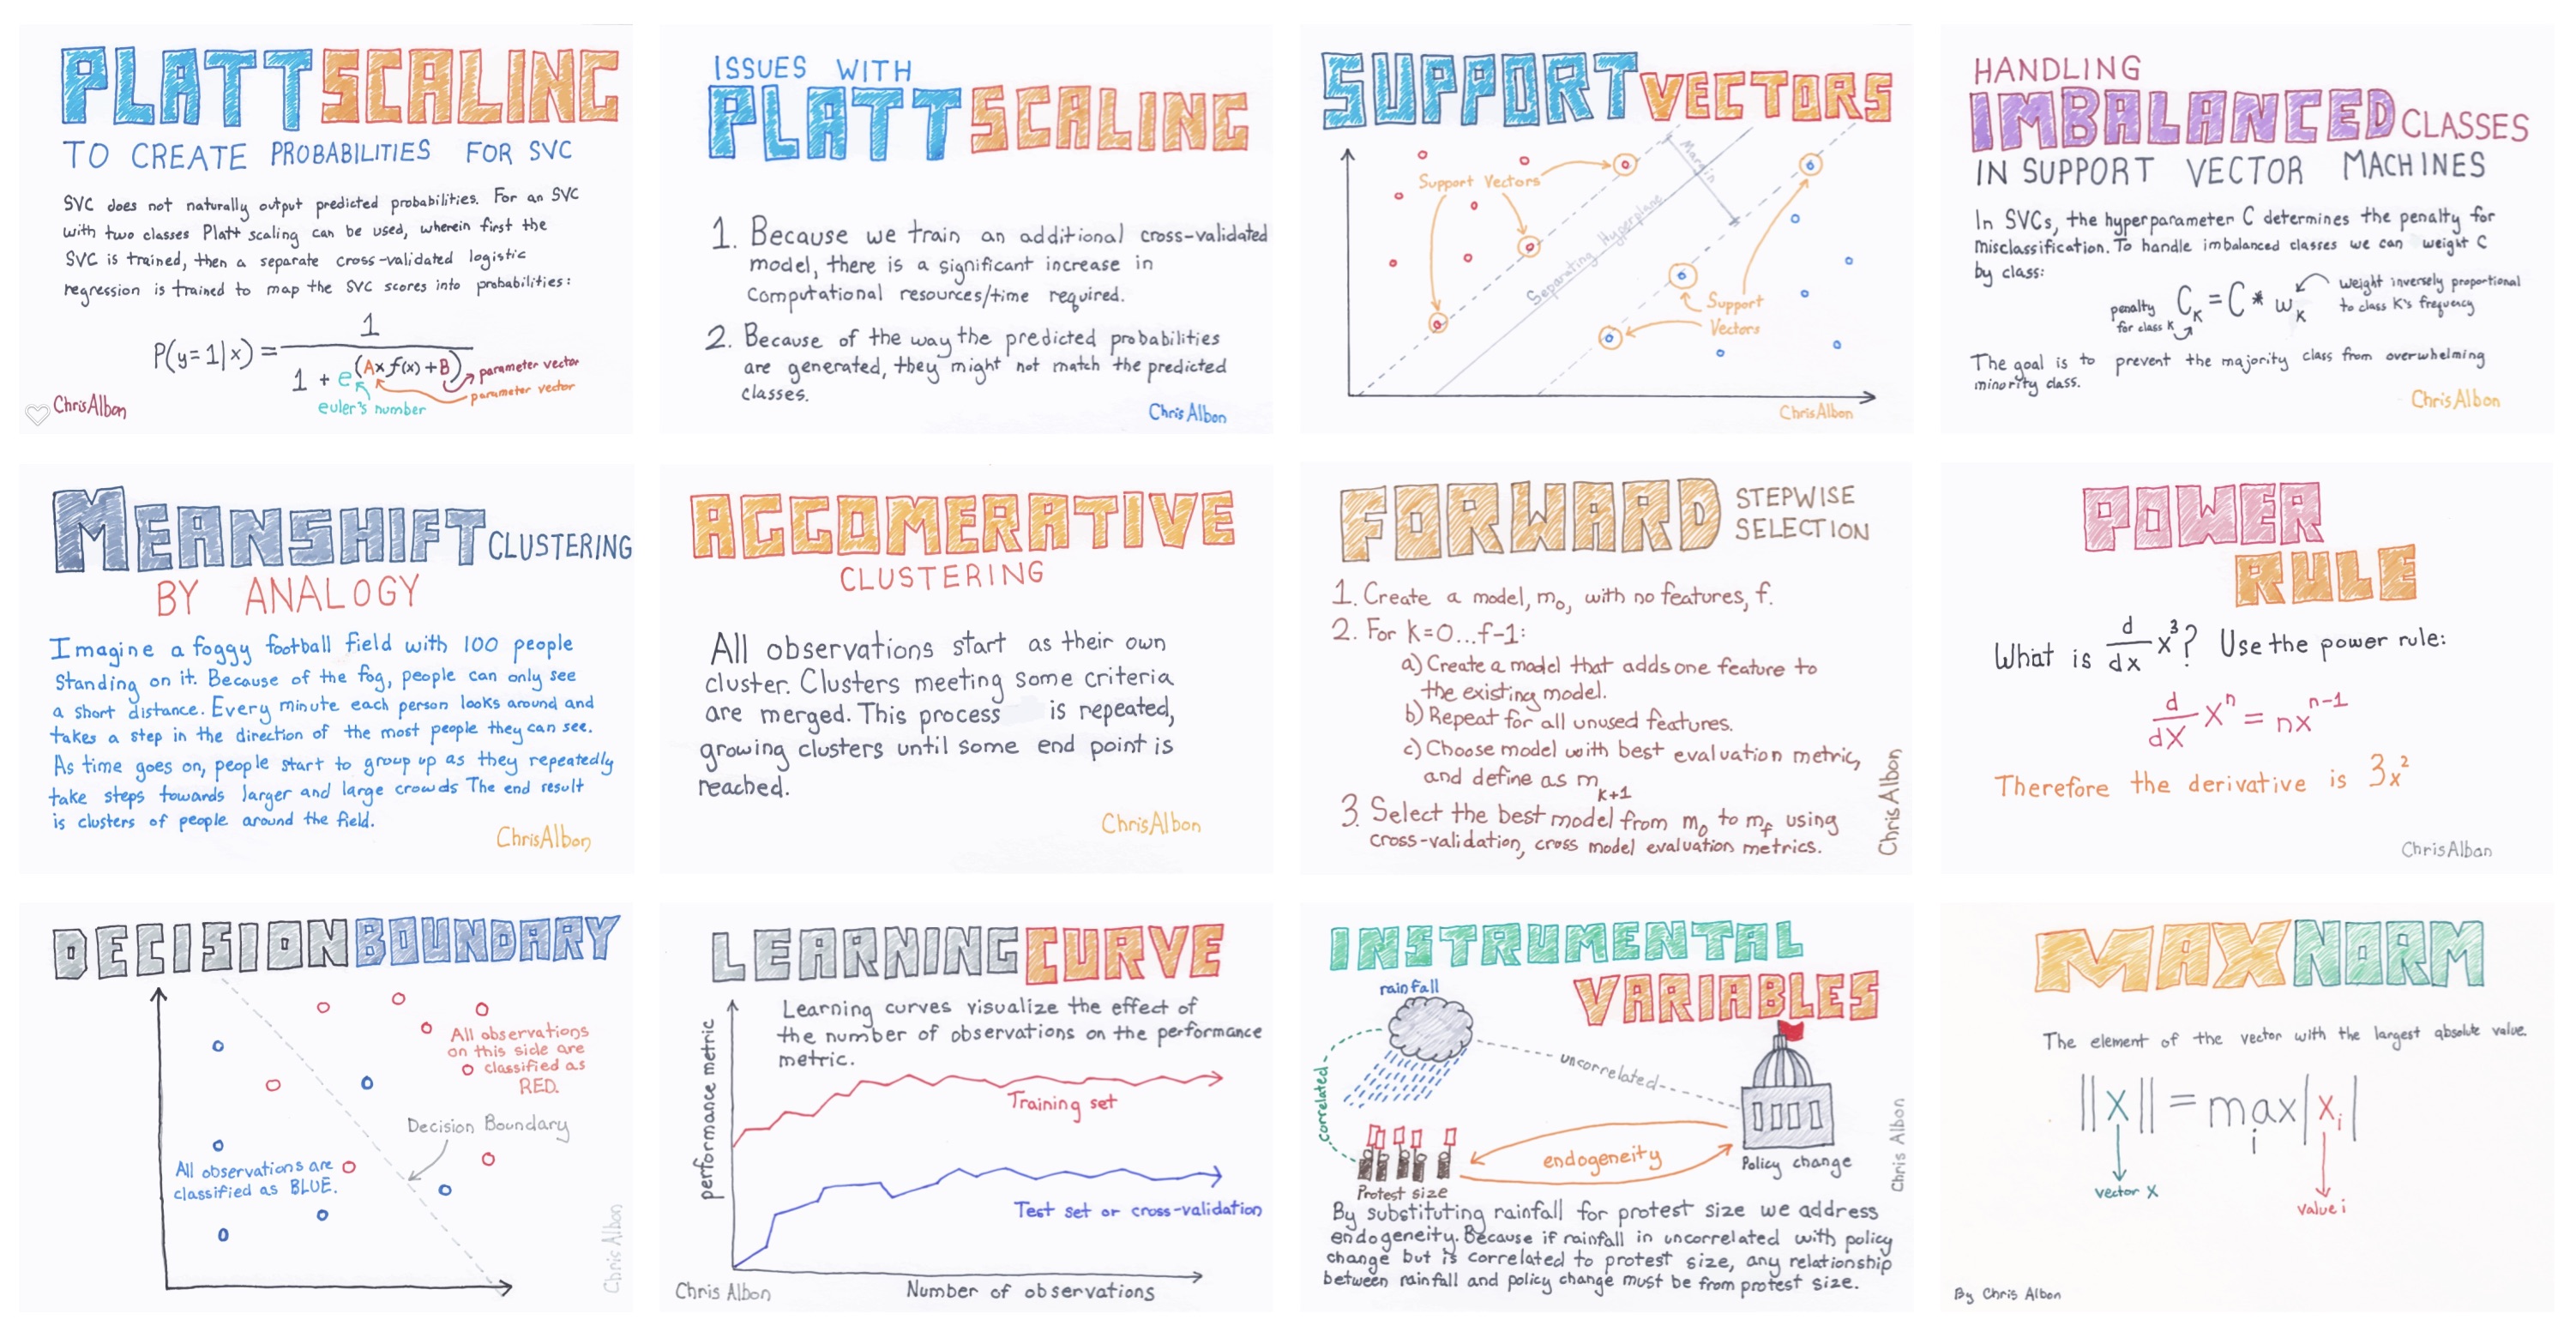 PLATT SCALING
TO CREATE PROBABILITIES FOR SVC
SVC does not naturally output predicted probabilities. For an SVC
with two classes Platt scaling can be used, wherein first the
SVC is trained, then a separate cross-validated logistic
regression is trained to map the SVC scores into probabilities:
P(y=1|x) = 1 / 1 + e^(A x f(x) + B)
parameter vector
parameter vector
euler's number
ChrisAlbon
ISSUES WITH
PLATT SCALING
1. Because we train an additional cross-validated
model, there is a significant increase in
computational resources/time required.
2. Because of the way the predicted probabilities
are generated, they might not match the predicted
classes.
Chris Albon
SUPPORT VECTORS
Margin
Support Vectors
Separating Hyperplane
Support
Vectors
ChrisAlbon
HANDLING
IMBALANCED CLASSES
IN SUPPORT VECTOR MACHINES
In SVCs, the hyperparameter C determines the penalty for
misclassification. To handle imbalanced classes we can weight C
by class:
penalty
for class K
C_K = C * w_K
weight inversely proportional
to class K's frequency
The goal is to prevent the majority class from overwhelming
minority class.
ChrisAlbon
MEANSHIFT CLUSTERING
BY ANALOGY
Imagine a foggy football field with 100 people
standing on it. Because of the fog, people can only see
a short distance. Every minute each person looks around and
takes a step in the direction of the most people they can see.
As time goes on, people start to group up as they repeatedly
take steps towards larger and large crowds The end result
is clusters of people around the field.
ChrisAlbon
AGGOMERATIVE
CLUSTERING
All observations start as their own
cluster. Clusters meeting some criteria
are merged. This process is repeated,
growing clusters until some end point is
reached.
ChrisAlbon
FORWARD STEPWISE
SELECTION
1. Create a model, m_0, with no features, f.
2. For k=0...f-1:
a) Create a model that adds one feature to
the existing model.
b) Repeat for all unused features.
c) Choose model with best evaluation metric,
and define as m_k+1
3. Select the best model from m_0 to m_f using
cross-validation, cross model evaluation metrics.
Chris Albon
POWER
RULE
What is d/dx x³? Use the power rule:
d/dx x^n = nx^n-1
Therefore the derivative is 3x²
ChrisAlbon
DECISION BOUNDARY
All observations
on this side are
classified as
RED.
Decision Boundary
All observations are
classified as BLUE.
Chris Albon
LEARNING CURVE
Learning curves visualize the effect of
the number of observations on the performance
metric.
performance metric
Training set
Test set or cross-validation
Chris Albon
Number of observations
INSTRUMENTAL
VARIABLES
rainfall
uncorrelated
correlated
endogeneity
Policy change
Protest size
By substituting rainfall for protest size we address
endogeneity. Because if rainfall in uncorrelated with policy
change but is correlated to protest size, any relationship
between rainfall and policy change must be from protest size.
Chris Albon
MAX NORM
The element of the vector with the largest absolute value.
||x|| = max_i |x_i|
vector x
value i
By Chris Albon